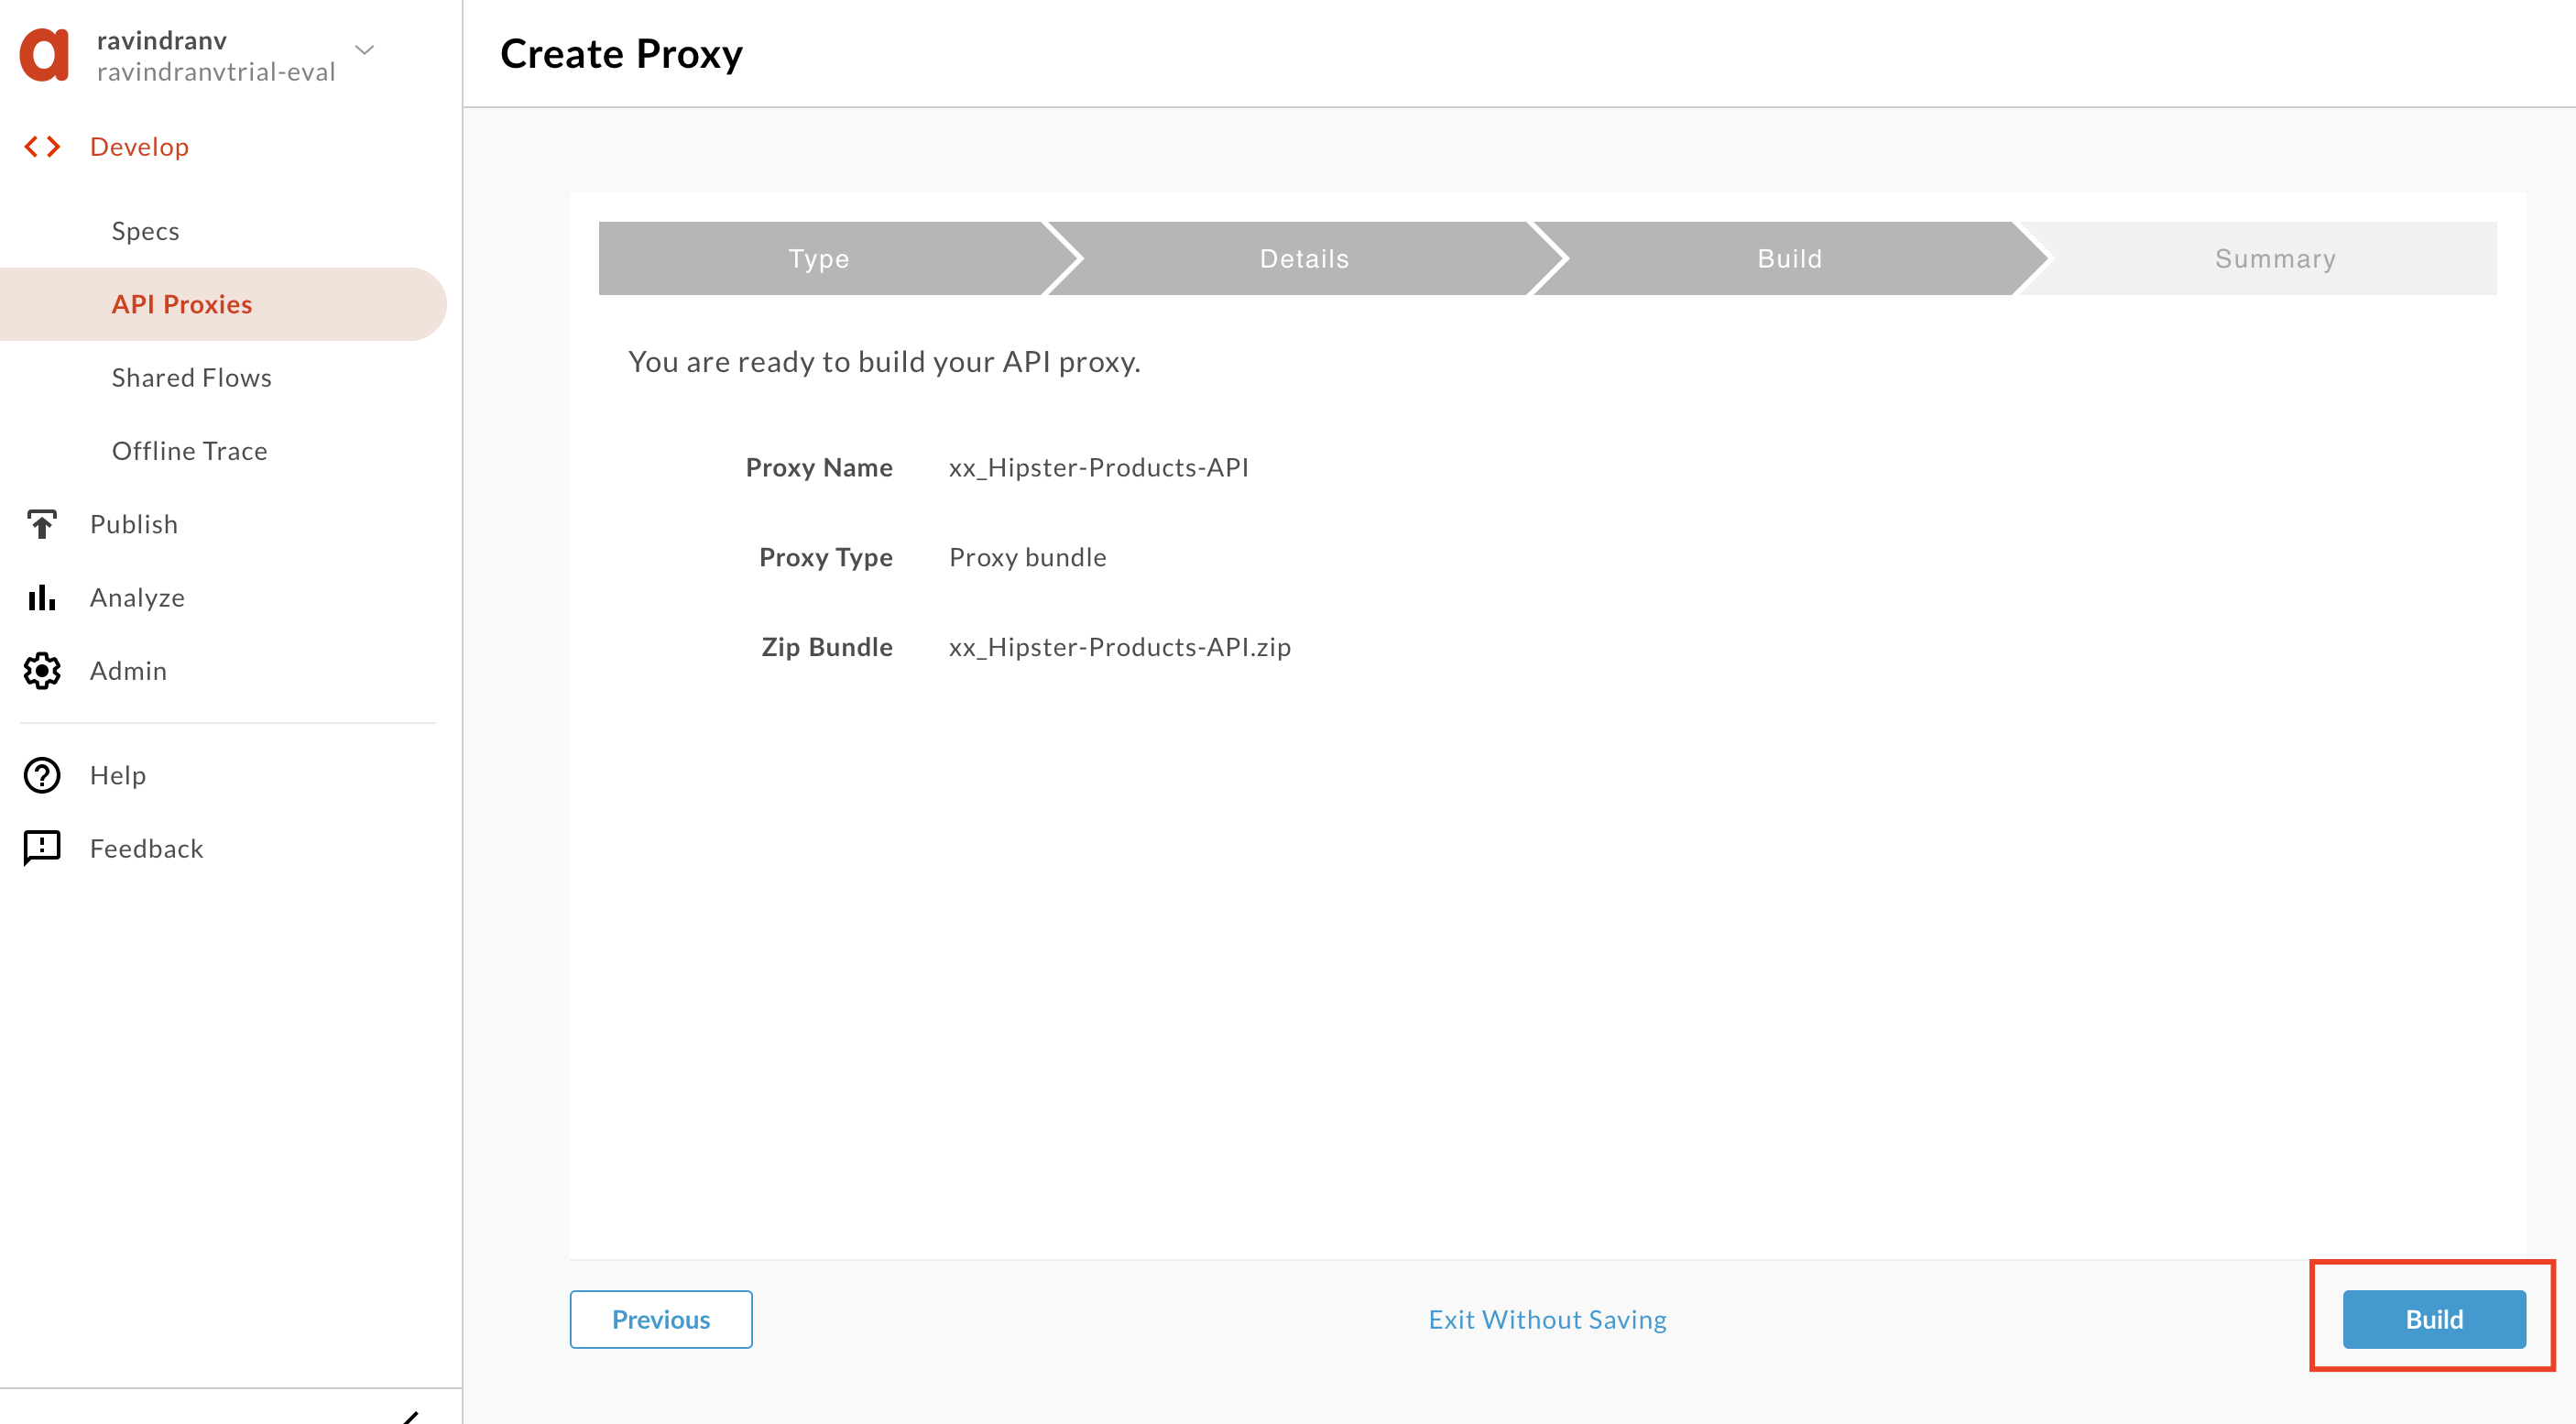 ravindranv
ravindranvtrial-eval
Create Proxy
Develop
Specs
API Proxies
Shared Flows
Offline Trace
Publish
Analyze
Admin
Help
Feedback
Type
Details
Build
Summary
You are ready to build your API proxy.
Proxy Name xx_Hipster-Products-API
Proxy Type Proxy bundle
Zip Bundle xx_Hipster-Products-API.zip
Previous
Exit Without Saving
Build